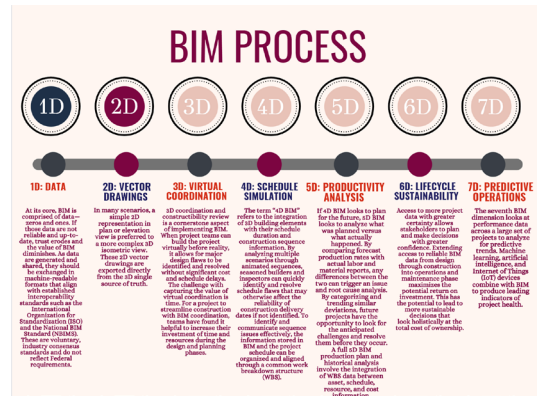 BIM PROCESS
1D
2D
3D
4D
5D
6D
7D
1D: DATA
At its core, BIM is
comprised of data—
zeros and ones. If
those data are not
reliable and up-to-
date, trust erodes and
the value of BIM
diminishes. As data are
generated and
shared, they should
be exchanged in
machine-readable
formats that align
with established
interoperability
standards such as the
International
Organization for
Standardization (ISO)
and the National BIM
Standard (NBIMS).
These are voluntary,
industry consensus
standards and do not
reflect Federal
requirements.
2D: VECTOR
DRAWINGS
In many scenarios, a
simple 2D
representation in
plan or elevation
view is preferred to
a more complex 3D
isometric view.
These 2D vector
drawings are
exported directly
from the 3D single
source of truth.
3D: VIRTUAL
COORDINATION
3D coordination and
constructibility review
is a cornerstone aspect
of implementing BIM.
When project teams can
build the project
virtually before reality,
it allows for major
design flaws to be
identified and resolved
without significant cost
and schedule delays.
The challenge with
capturing the value of
virtual coordination is
time. For a project to
streamline construction
with BIM coordination,
teams have found it
helpful to increase their
investment of time and
resources during the
design and planning
phases.
4D: SCHEDULE
SIMULATION
The term "4D BIM"
refers to the integration
of 3D building elements
with their schedule
duration and
construction sequence
information. By
analyzing multiple
scenarios through
animated sequences,
seasoned builders and
inspectors can quickly
identify and resolve
schedule flaws that may
otherwise affect the
reliability of
construction delivery
dates if not identified. To
identify and
communicate sequence
issues effectively, the
information stored in
BIM and the project
schedule can be
organized and aligned
through a common work
breakdown structure
(WBS).
5D: PRODUCTIVITY
ANALYSIS
If 4D BIM looks to plan
for the future, 5D BIM
looks to analyze what
was planned versus
what actually
happened. By
comparing forecast
production rates with
actual labor and
material reports, any
differences between the
two can trigger an issue
and root cause analysis.
By categorizing and
trending similar
deviations, future
projects have the
opportunity to look for
the anticipated
challenges and resolve
them before they occur.
A full 5D BIM
production plan and
historical analysis
involve the integration
of WBS data between
asset, schedule,
resource, and cost
information
6D: LIFECYCLE
SUSTAINABILITY
Access to more project
data with greater
certainty allows
stakeholders to plan
and make decisions
with greater
confidence. Extending
access to reliable BIM
data from design
through construction
into operations and
maintenance phase
maximizes the
potential return on
investment. This has
the potential to lead to
more sustainable
decisions that
look holistically at the
total cost of ownership.
7D: PREDICTIVE
OPERATIONS
The seventh BIM
dimension looks at
performance data
across a large set of
projects to analyze
for predictive
trends. Machine
learning, artificial
intelligence, and
Internet of Things
(IoT) devices
combine with BIM
to produce leading
indicators of
project health.